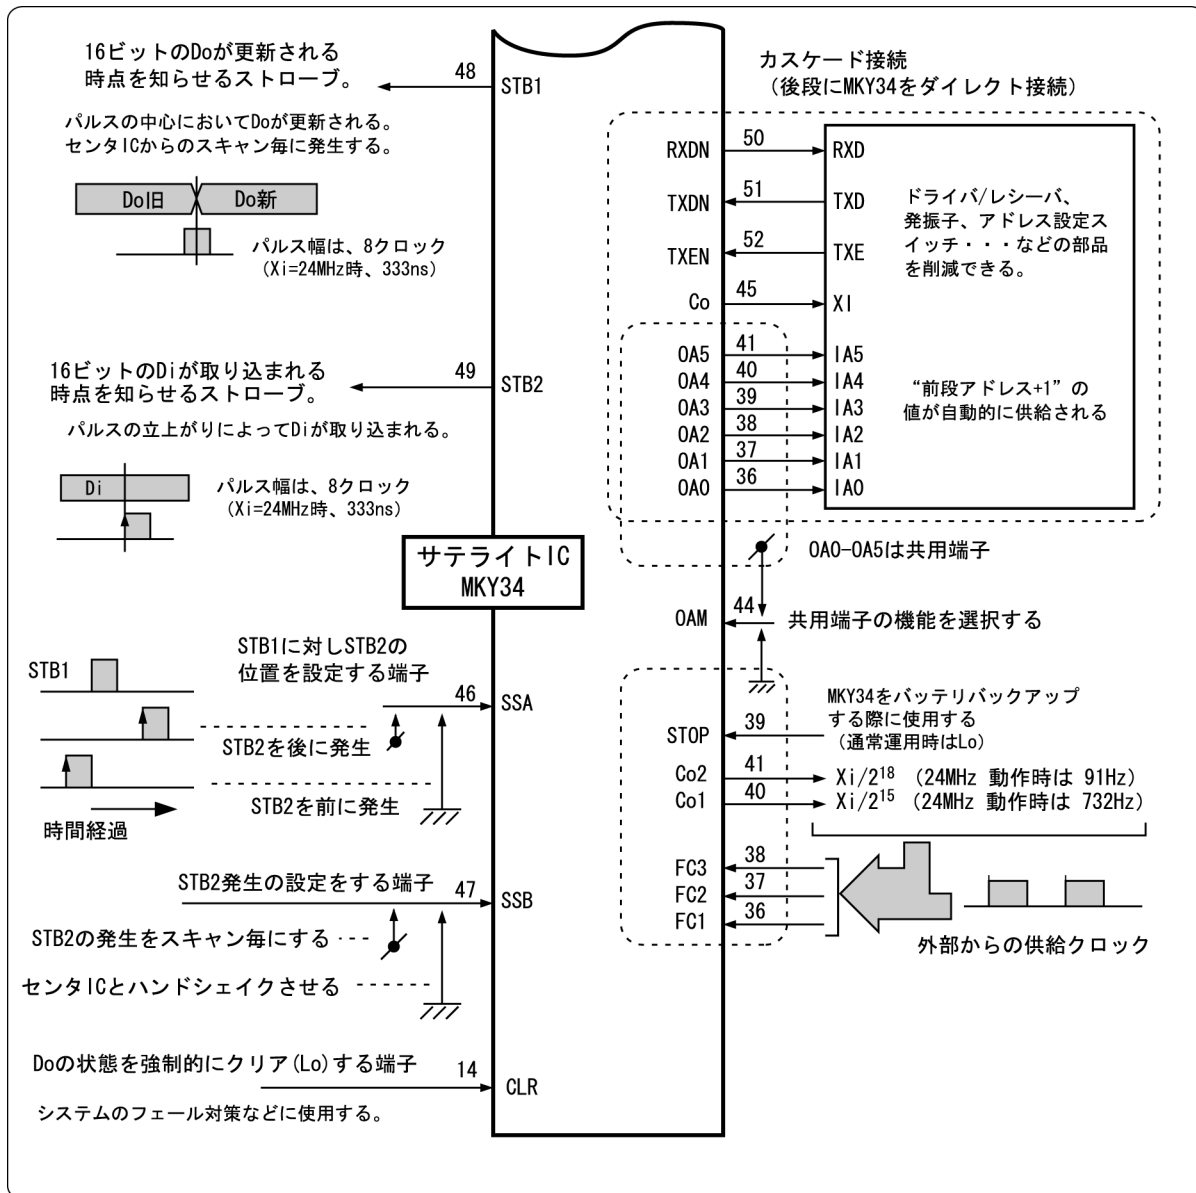 16ビットのDoが更新される
時点を知らせるストローブ。
48
STB1
パルスの中心においてDoが更新される。
センタICからのスキャン毎に発生する。
Do旧
Do新
パルス幅は、8クロック
(Xi=24MHz時、333ns)
16ビットのDiが取り込まれる
時点を知らせるストローブ。
49
STB2
パルスの立上がりによってDiが取り込まれる。
Di
パルス幅は、8クロック
(Xi=24MHz時、333ns)
サテライトIC
MKY34
STB1に対しSTB2の
位置を設定する端子
STB1
46
SSA
STB2を後に発生
STB2を前に発生
時間経過
STB2発生の設定をする端子
47
SSB
STB2の発生をスキャン毎にする
センタICとハンドシェイクさせる
Doの状態を強制的にクリア(Lo)する端子
14
CLR
システムのフェール対策などに使用する。
カスケード接続
(後段にMKY34をダイレクト接続)
RXDN 50 RXD
TXDN 51 TXD
TXEN 52 TXE
Co 45 XI
OA5 41 IA5
OA4 40 IA4
OA3 39 IA3
OA2 38 IA2
OA1 37 IA1
OA0 36 IA0
ドライバ/レシーバ、
発振子、アドレス設定ス
イッチ・・・などの部品
を削減できる。
“前段アドレス+1”の
値が自動的に供給される
OA0-OA5は共用端子
OAM 44 共用端子の機能を選択する
MKY34をバッテリバックアップ
する際に使用する
(通常運用時はLo)
STOP 39
Co2 41 Xi/2¹⁸ (24MHz 動作時は 91Hz)
Co1 40 Xi/2¹⁵ (24MHz 動作時は 732Hz)
FC3 38
FC2 37
FC1 36
外部からの供給クロック